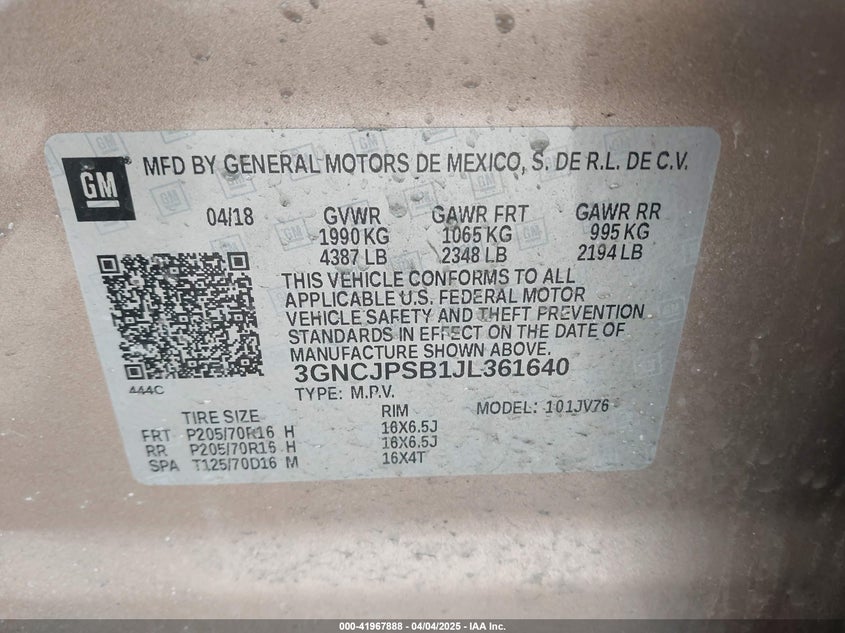 GM
MFD BY GENERAL MOTORS DE MEXICO, S. DE R.L. DE C.V.
04/18 GVWR GAWR FRT GAWR RR
1990 KG 1065 KG 995 KG
4387 LB 2348 LB 2194 LB
THIS VEHICLE CONFORMS TO ALL
APPLICABLE U.S. FEDERAL MOTOR
VEHICLE SAFETY AND THEFT PREVENTION
STANDARDS IN EFFECT ON THE DATE OF
MANUFACTURE SHOWN ABOVE.
3GNCJPSB1JL361640
444C
TYPE: M.P.V.
MODEL: 101JV76
TIRE SIZE RIM
FRT P205/70R16 H 16X6.5J
RR P205/70R16 H 16X6.5J
SPA T125/70D16 M 16X4T
000-41967888 - 04/04/2025 - IAA Inc.